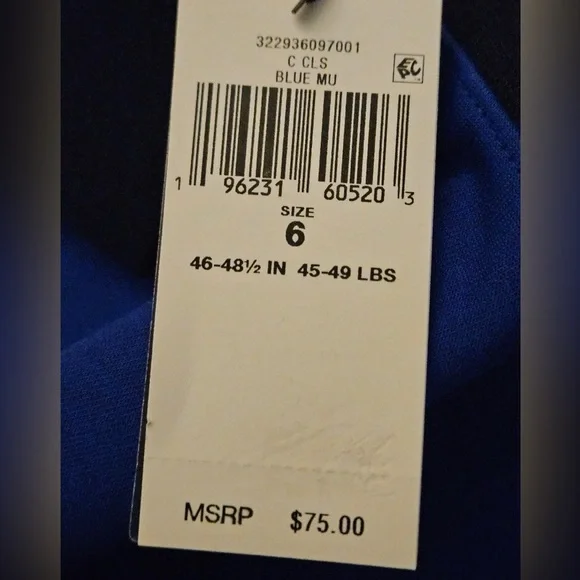 322936097001
C CLS
BLUE MU
EPC
1 96231 60520 3
SIZE
6
46-48½ IN 45-49 LBS
MSRP $75.00